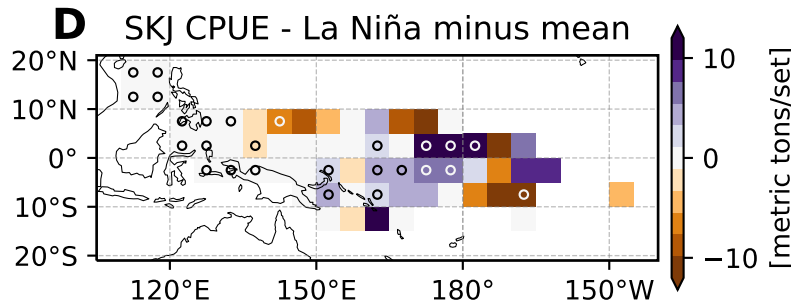 D SKJ CPUE - La Niña minus mean
20°N
10°N
0°
10°S
20°S
120°E 150°E 180° 150°W
10
0
−10
[metric tons/set]